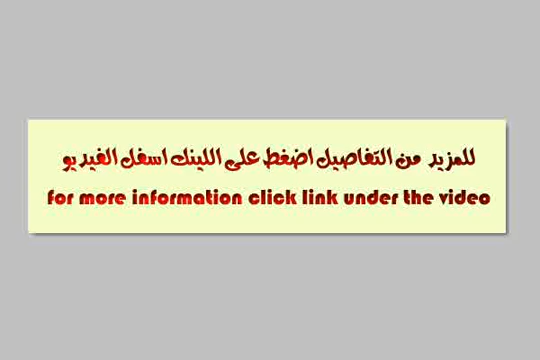 للمزيد من التفاصيل اضغط على اللينك اسفل الفيديو
for more information click link under the video